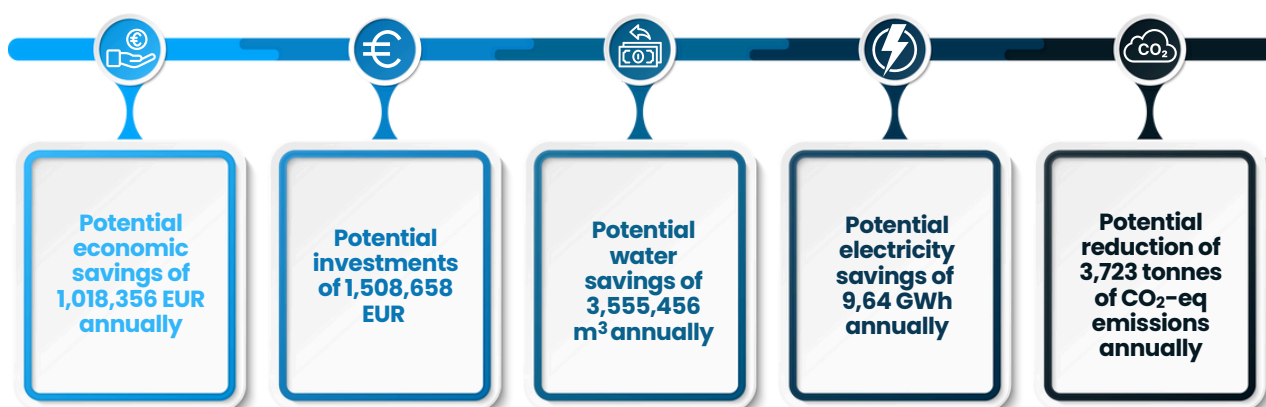 CO₂
Potential
economic
savings of
1,018,356 EUR
annually
Potential
investments
of 1,508,658
EUR
Potential
water
savings of
3,555,456
m³ annually
Potential
electricity
savings of
9,64 GWh
annually
Potential
reduction of
3,723 tonnes
of CO₂-eq
emissions
annually